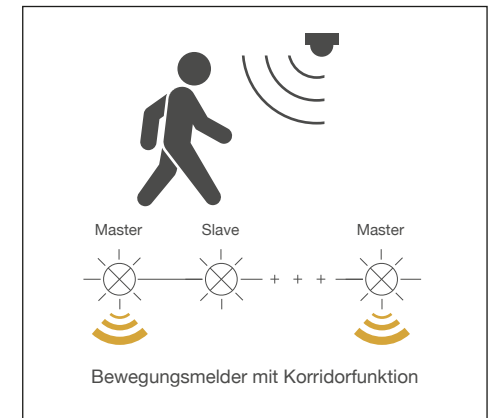 Master Slave Master
+ + +
Bewegungsmelder mit Korridorfunktion